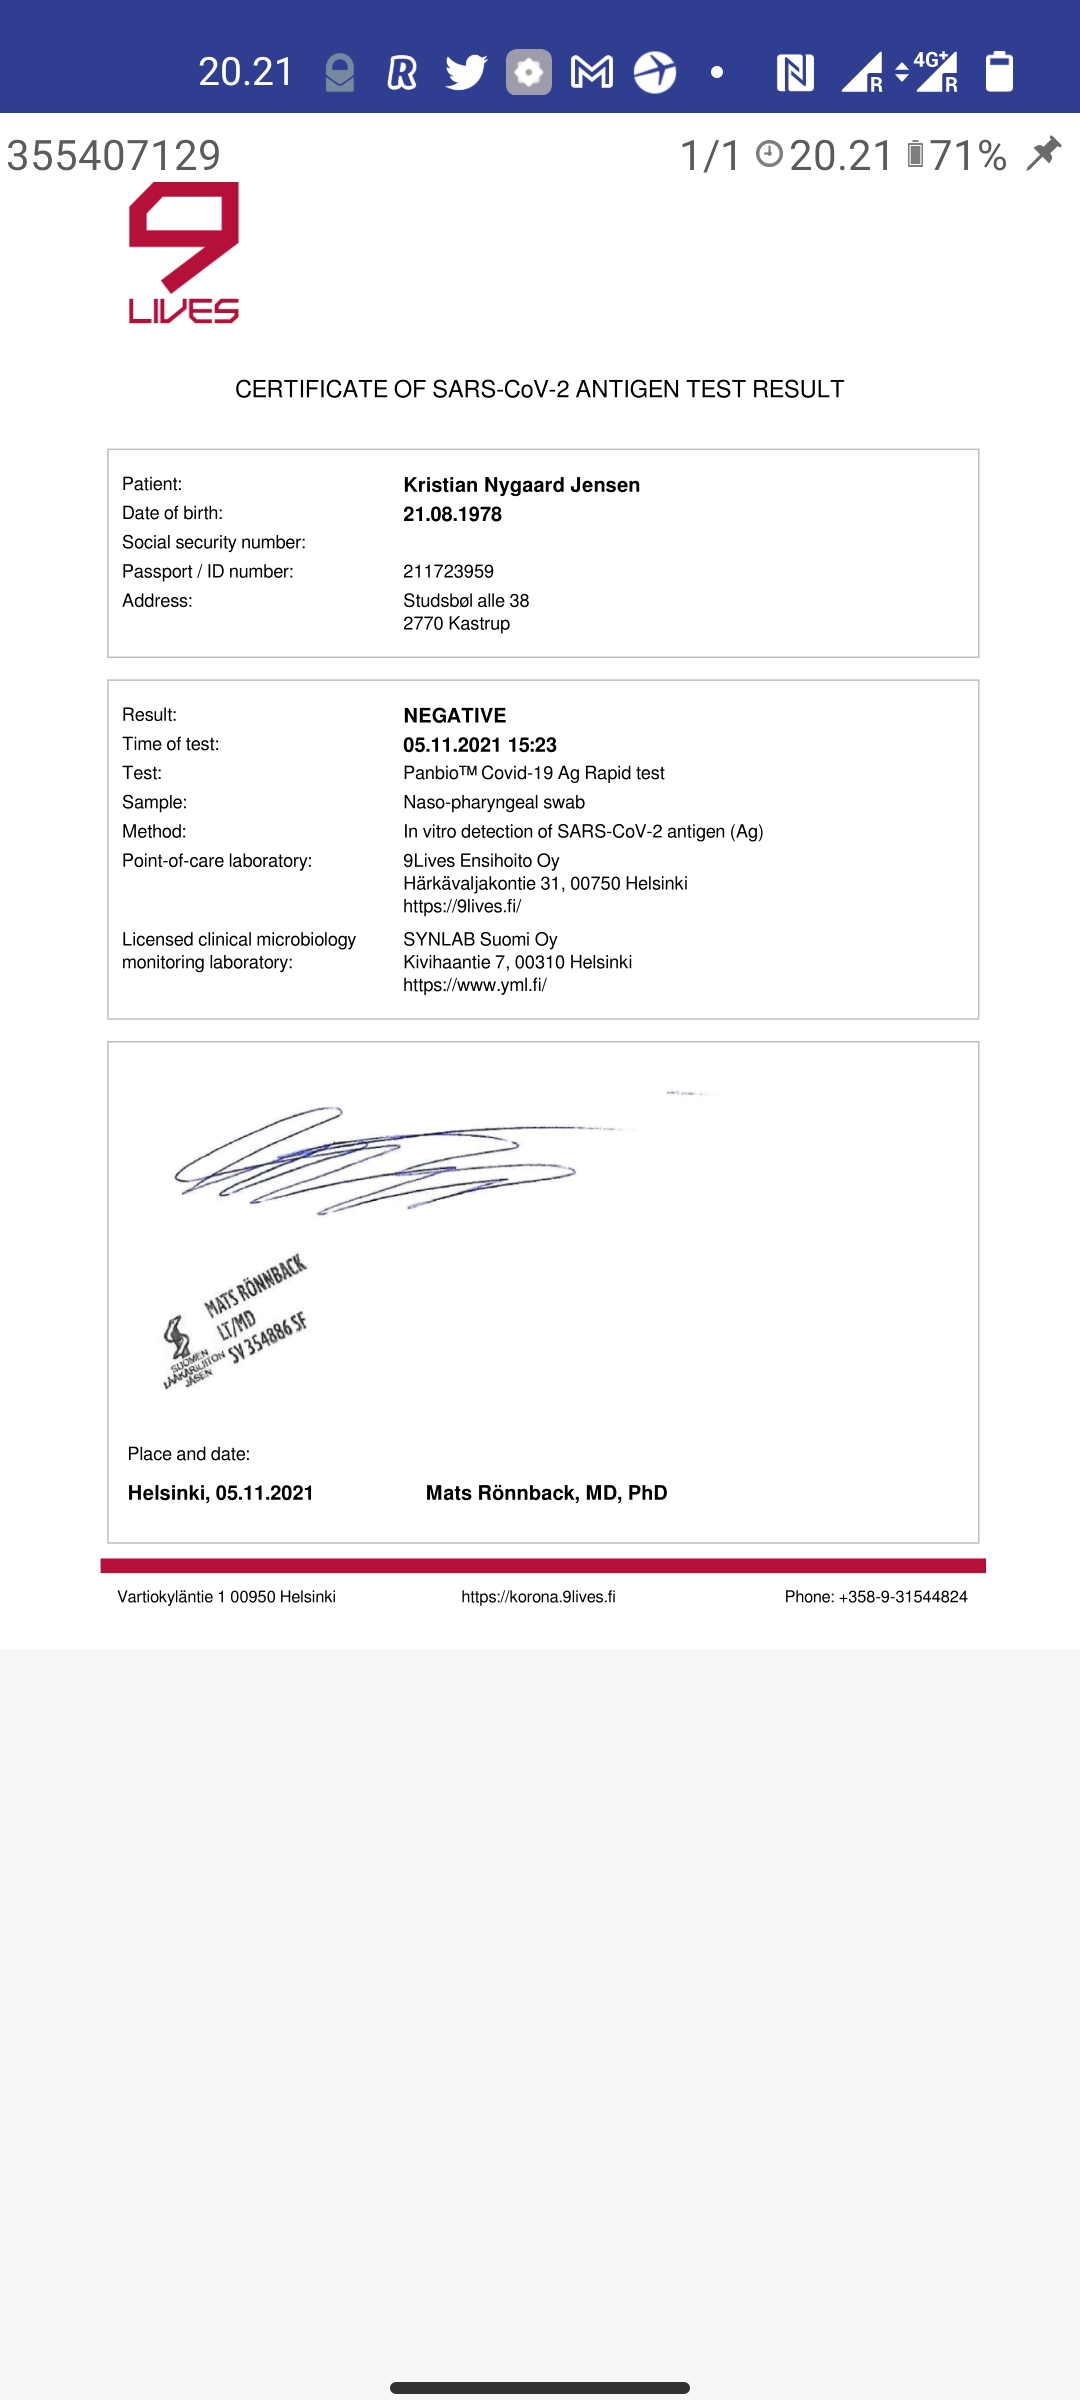 20.21
4G+
R
R
355407129
1/1 20.21 71%
9
LIVES
CERTIFICATE OF SARS-CoV-2 ANTIGEN TEST RESULT
Patient: Kristian Nygaard Jensen
Date of birth: 21.08.1978
Social security number:
Passport / ID number: 211723959
Address: Studsbøl alle 38
2770 Kastrup
Result: NEGATIVE
Time of test: 05.11.2021 15:23
Test: Panbio™ Covid-19 Ag Rapid test
Sample: Naso-pharyngeal swab
Method: In vitro detection of SARS-CoV-2 antigen (Ag)
Point-of-care laboratory: 9Lives Ensihoito Oy
Härkävaljakontie 31, 00750 Helsinki
https://9lives.fi/
Licensed clinical microbiology SYNLAB Suomi Oy
monitoring laboratory: Kivihaantie 7, 00310 Helsinki
https://www.yml.fi/
MATS RÖNNBACK
LT/MD
SV 354886 SF
SUOMEN
LÄÄKÄRILIITON
JÄSEN
Place and date:
Helsinki, 05.11.2021 Mats Rönnback, MD, PhD
Vartiokyläntie 1 00950 Helsinki https://korona.9lives.fi Phone: +358-9-31544824